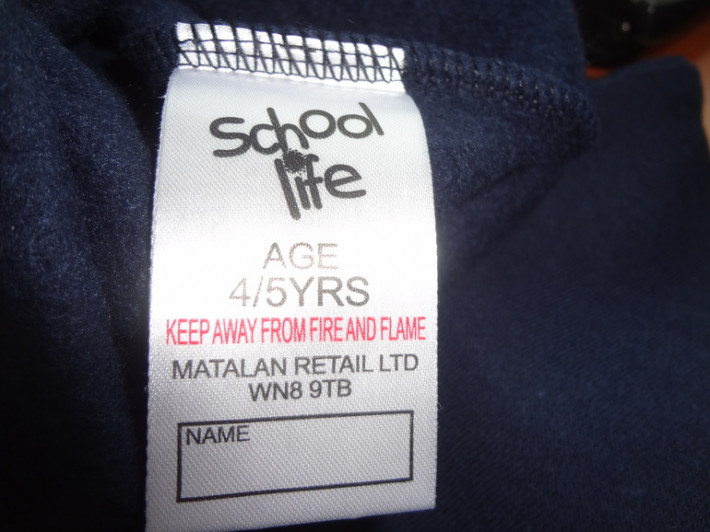 School
life
AGE
4/5YRS
KEEP AWAY FROM FIRE AND FLAME
MATALAN RETAIL LTD
WN8 9TB
NAME